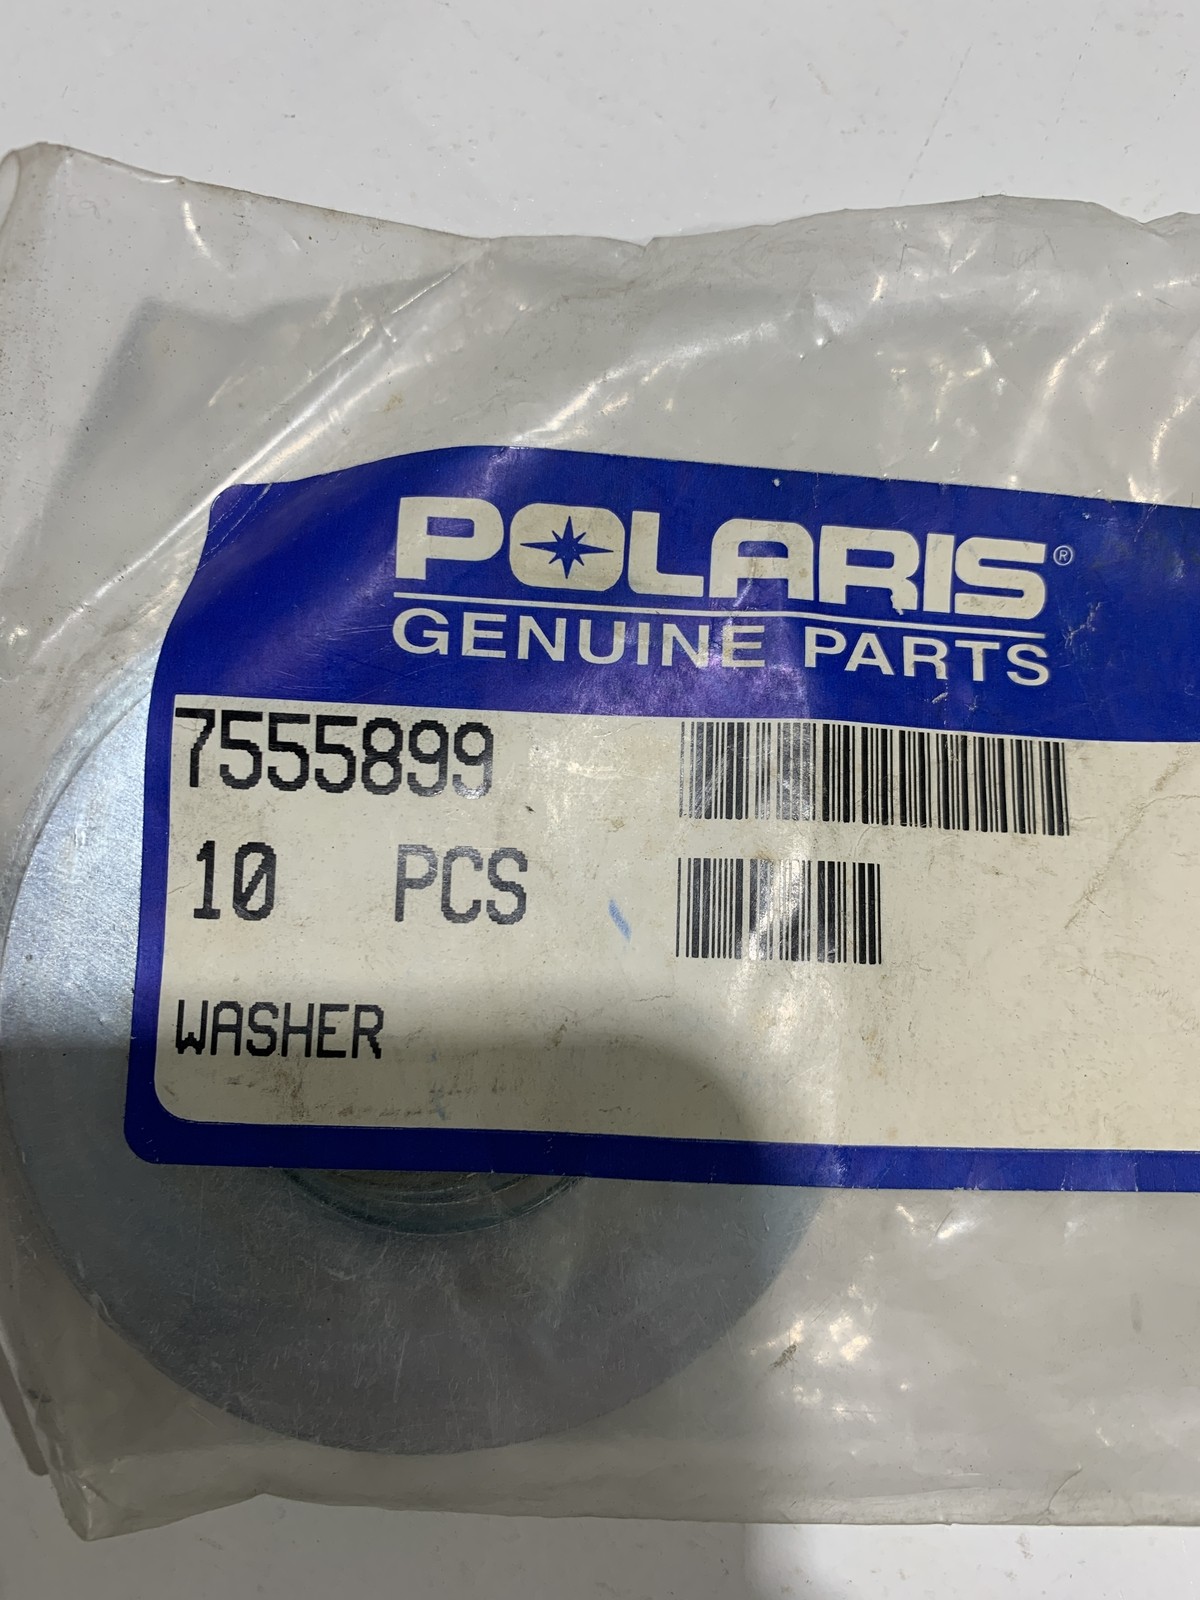 POLARIS®
GENUINE PARTS
7555899
10 PCS
WASHER